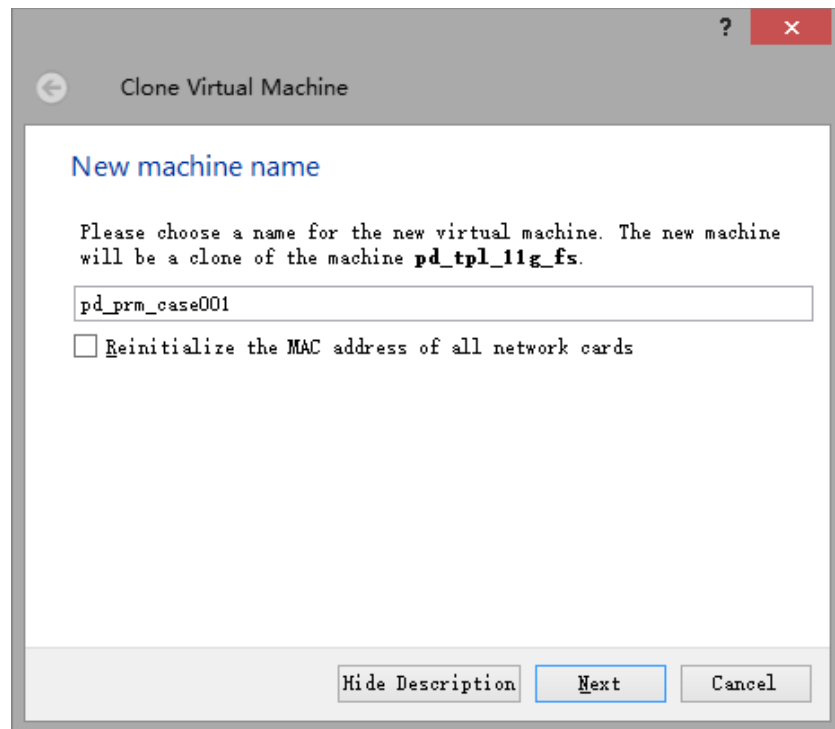 ?
Clone Virtual Machine
New machine name
Please choose a name for the new virtual machine. The new machine
will be a clone of the machine pd_tpl_11g_fs.
pd_prm_case001
Reinitialize the MAC address of all network cards
Hide Description
Next
Cancel